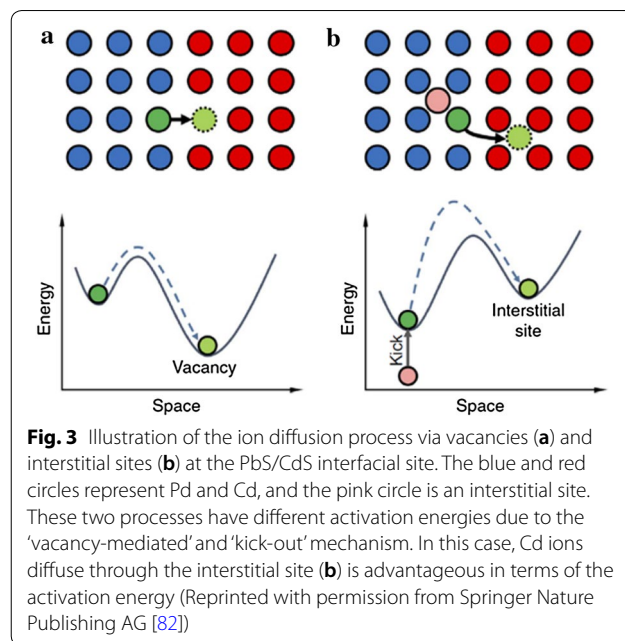 a
b
Energy
Vacancy
Space
Energy
Kick
Interstitial
site
Space
Fig. 3 Illustration of the ion diffusion process via vacancies (a) and
interstitial sites (b) at the PbS/CdS interfacial site. The blue and red
circles represent Pd and Cd, and the pink circle is an interstitial site.
These two processes have different activation energies due to the
‘vacancy-mediated’ and ‘kick-out’ mechanism. In this case, Cd ions
diffuse through the interstitial site (b) is advantageous in terms of the
activation energy (Reprinted with permission from Springer Nature
Publishing AG [82])